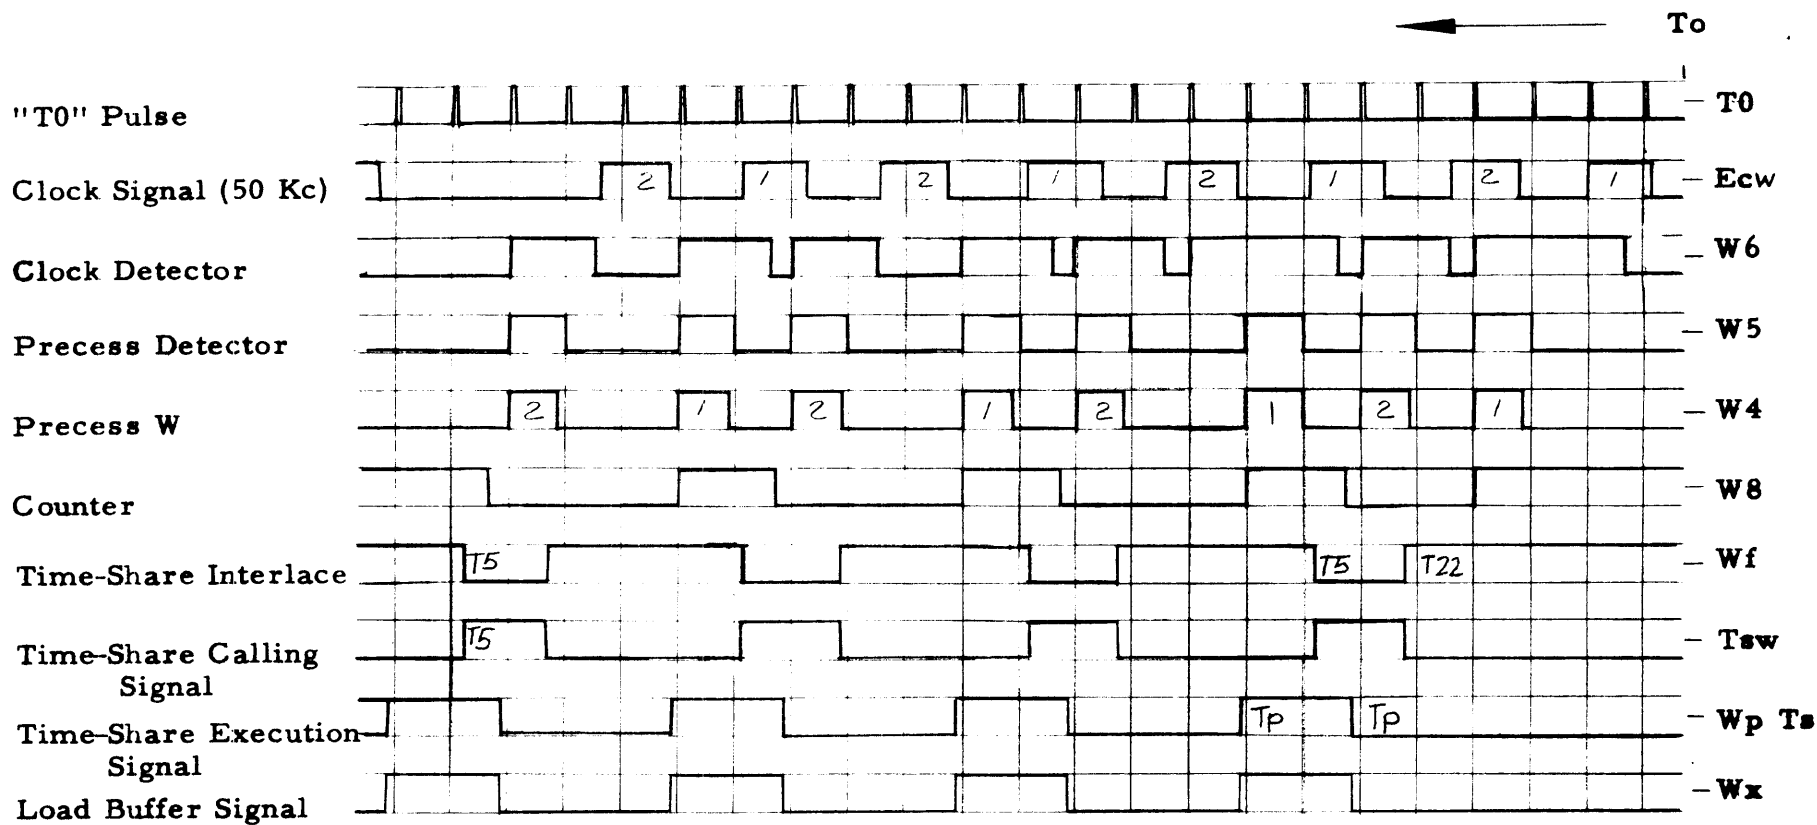 To
"T0" Pulse T0
Clock Signal (50 Kc) 2 1 2 1 2 1 2 1 Ecw
Clock Detector W6
Precess Detector W5
Precess W 2 1 2 1 2 1 2 1 W4
Counter W8
Time-Share Interlace T5 T5 T22 Wf
Time-Share Calling T5 Tsw
Signal
Time-Share Execution Tp Tp Wp Ts
Signal
Load Buffer Signal Wx